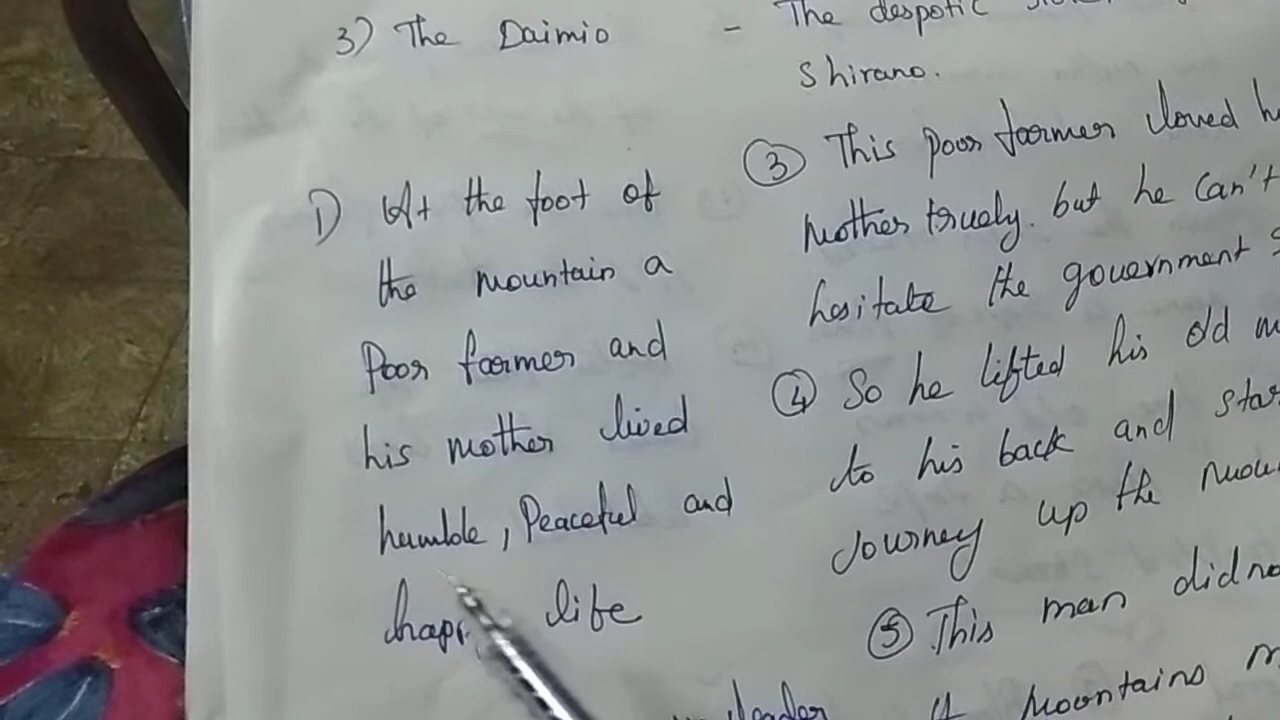 3) The Daimio - The despotic
Shirano.
1) At the foot of
the mountain a
Poor farmer and
his mother lived
humble, Peaceful and
life
③ This poor farmer loved
mother truely. but he can't
hesitate the government
④ So he lifted his old
to his back and
Journey up the
⑤ This man did
leader
mountains